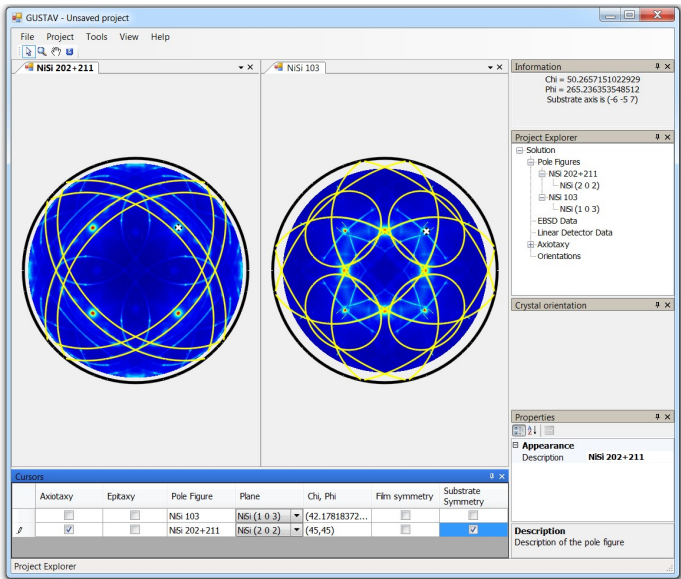 GUSTAV - Unsaved project
File Project Tools View Help
NiSi 202+211
NiSi 103
Information
Chi = 50.2657151022929
Phi = 265.236353548512
Substrate axis is (-6 -5 7)
Project Explorer
Solution
Pole Figures
NiSi 202+211
NiSi (2 0 2)
NiSi 103
NiSi (1 0 3)
EBSD Data
Linear Detector Data
Axiotaxy
Orientations
Crystal orientation
Properties
Appearance
Description NiSi 202+211
Description
Description of the pole figure
Cursors
Axiotaxy Epitaxy Pole Figure Plane Chi, Phi Film symmetry Substrate Symmetry
NiSi 103 NiSi (1 0 3) (42.17818372...
NiSi 202+211 NiSi (2 0 2) (45,45)
Project Explorer